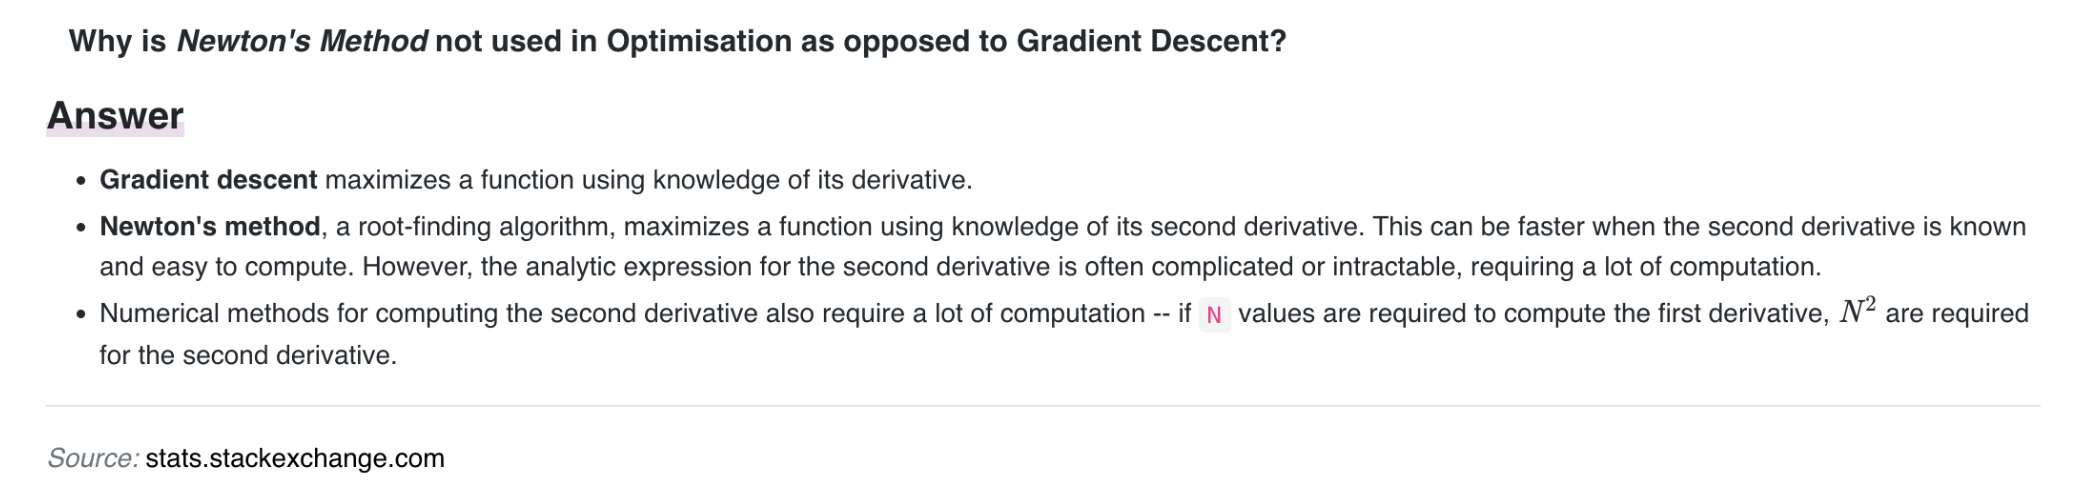 Why is Newton's Method not used in Optimisation as opposed to Gradient Descent?
Answer
• Gradient descent maximizes a function using knowledge of its derivative.
• Newton's method, a root-finding algorithm, maximizes a function using knowledge of its second derivative. This can be faster when the second derivative is known
and easy to compute. However, the analytic expression for the second derivative is often complicated or intractable, requiring a lot of computation.
• Numerical methods for computing the second derivative also require a lot of computation -- if N values are required to compute the first derivative, N² are required
for the second derivative.
Source: stats.stackexchange.com